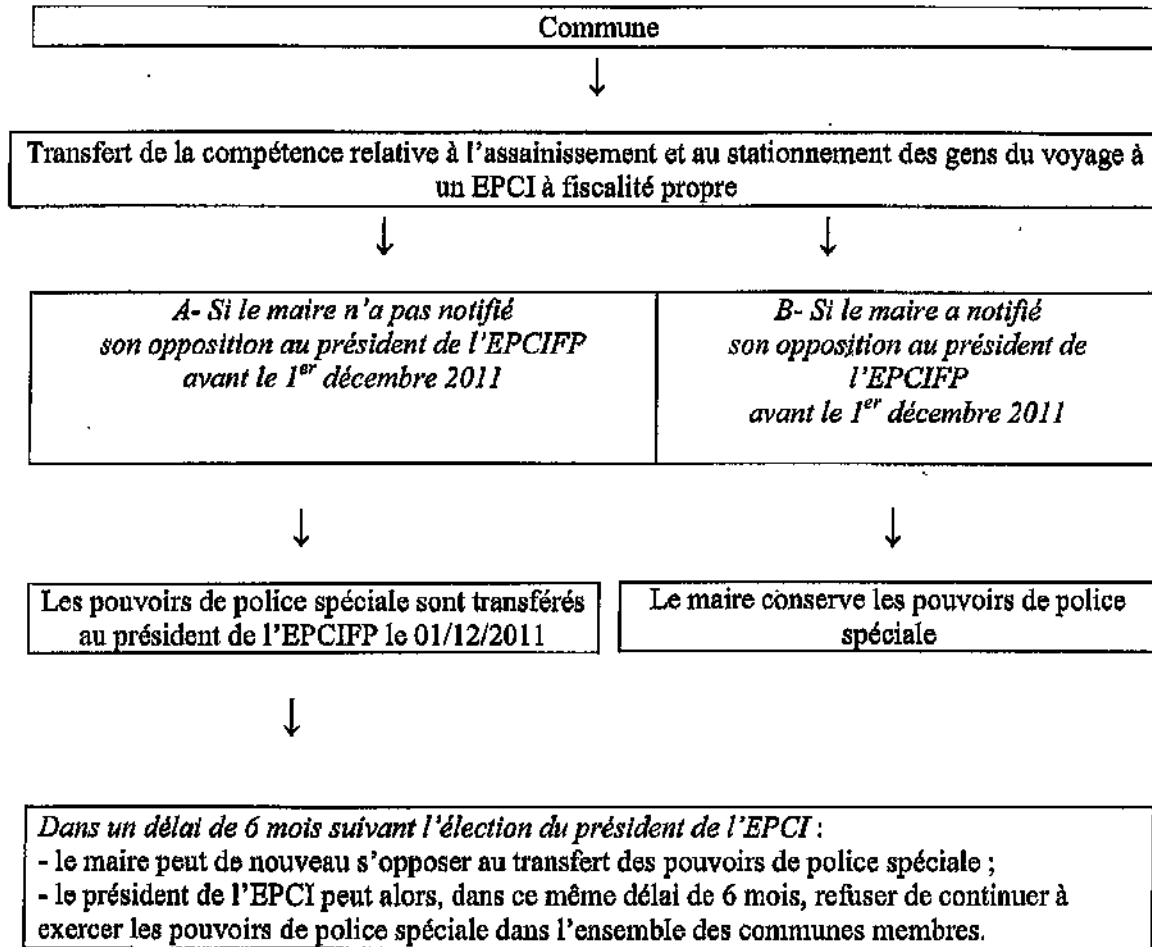 Commune
↓
Transfert de la compétence relative à l'assainissement et au stationnement des gens du voyage à
un EPCI à fiscalité propre
↓ ↓
A- Si le maire n'a pas notifié
son opposition au président de l'EPCIFP
avant le 1er décembre 2011
B- Si le maire a notifié
son opposition au président de
l'EPCIFP
avant le 1er décembre 2011
↓ ↓
Les pouvoirs de police spéciale sont transférés
au président de l'EPCIFP le 01/12/2011
Le maire conserve les pouvoirs de police
spéciale
↓
Dans un délai de 6 mois suivant l'élection du président de l'EPCI :
- le maire peut de nouveau s'opposer au transfert des pouvoirs de police spéciale ;
- le président de l'EPCI peut alors, dans ce même délai de 6 mois, refuser de continuer à
exercer les pouvoirs de police spéciale dans l'ensemble des communes membres.